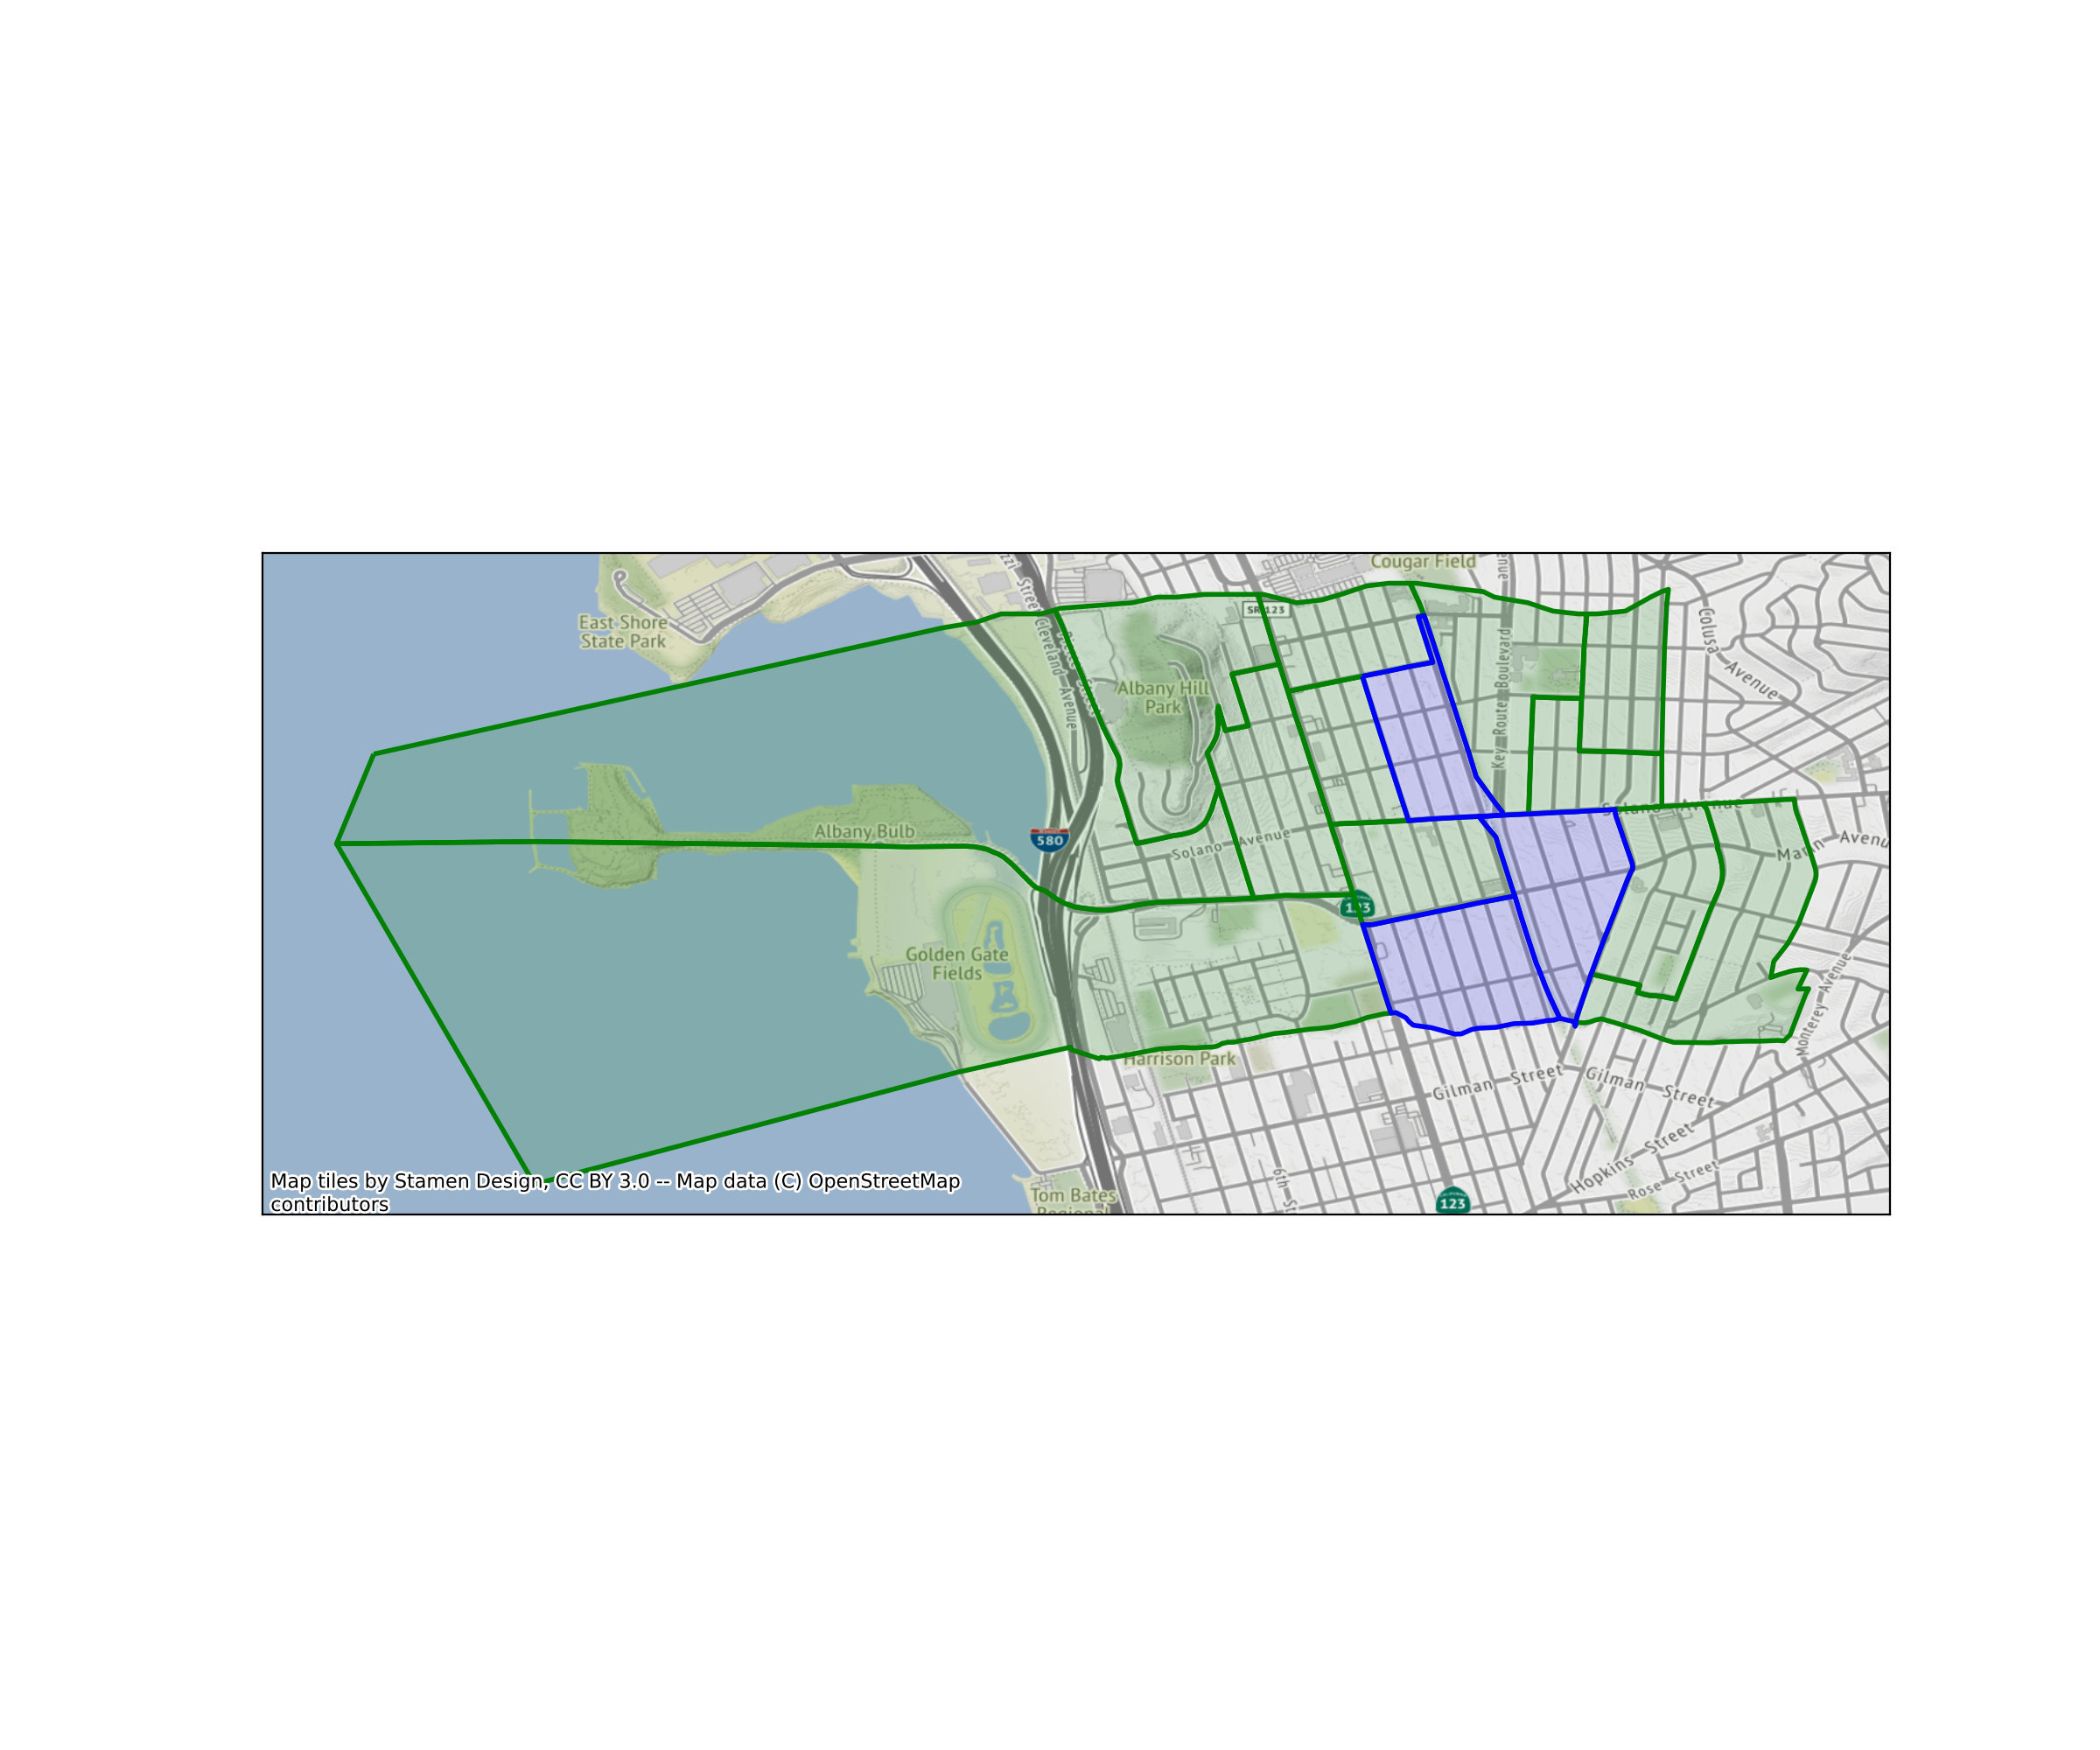 Cougar Field
Street
Cleveland Avenue
SR 123
East Shore
State Park
Colusa
Avenue
Key Route Boulevard
Albany Hill
Park
Solano Avenue
Albany Bulb
580
Solano Avenue
Marin Avenu
123
Golden Gate
Fields
Monterey Avenue
Harrison Park
Gilman Street
Gilman Street
Hopkins Street
Rose Street
6th St
123
Tom Bates
Regional
Map tiles by Stamen Design, CC BY 3.0 -- Map data (C) OpenStreetMap
contributors